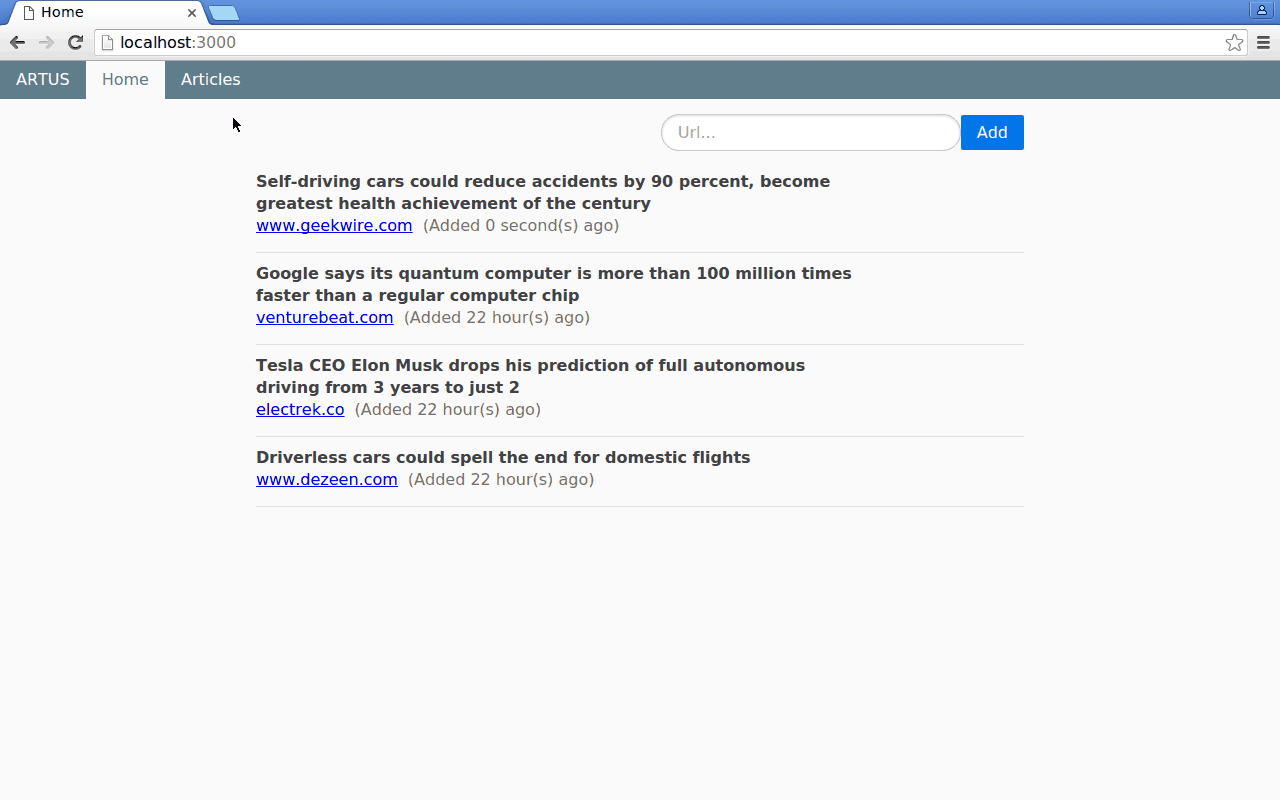 Home
localhost:3000
ARTUS Home Articles
Url... Add
Self-driving cars could reduce accidents by 90 percent, become
greatest health achievement of the century
www.geekwire.com (Added 0 second(s) ago)
Google says its quantum computer is more than 100 million times
faster than a regular computer chip
venturebeat.com (Added 22 hour(s) ago)
Tesla CEO Elon Musk drops his prediction of full autonomous
driving from 3 years to just 2
electrek.co (Added 22 hour(s) ago)
Driverless cars could spell the end for domestic flights
www.dezeen.com (Added 22 hour(s) ago)